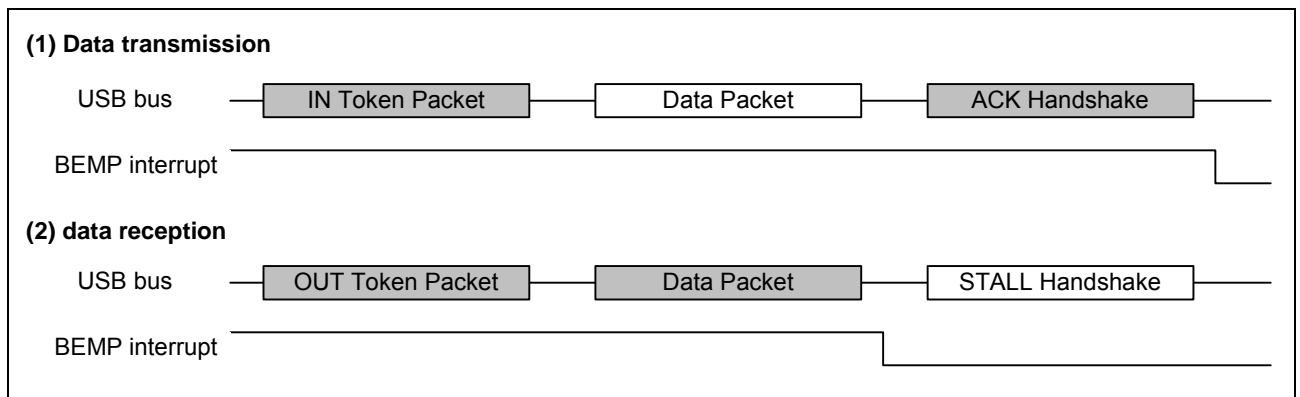 (1) Data transmission
USB bus IN Token Packet Data Packet ACK Handshake
BEMP interrupt
(2) data reception
USB bus OUT Token Packet Data Packet STALL Handshake
BEMP interrupt